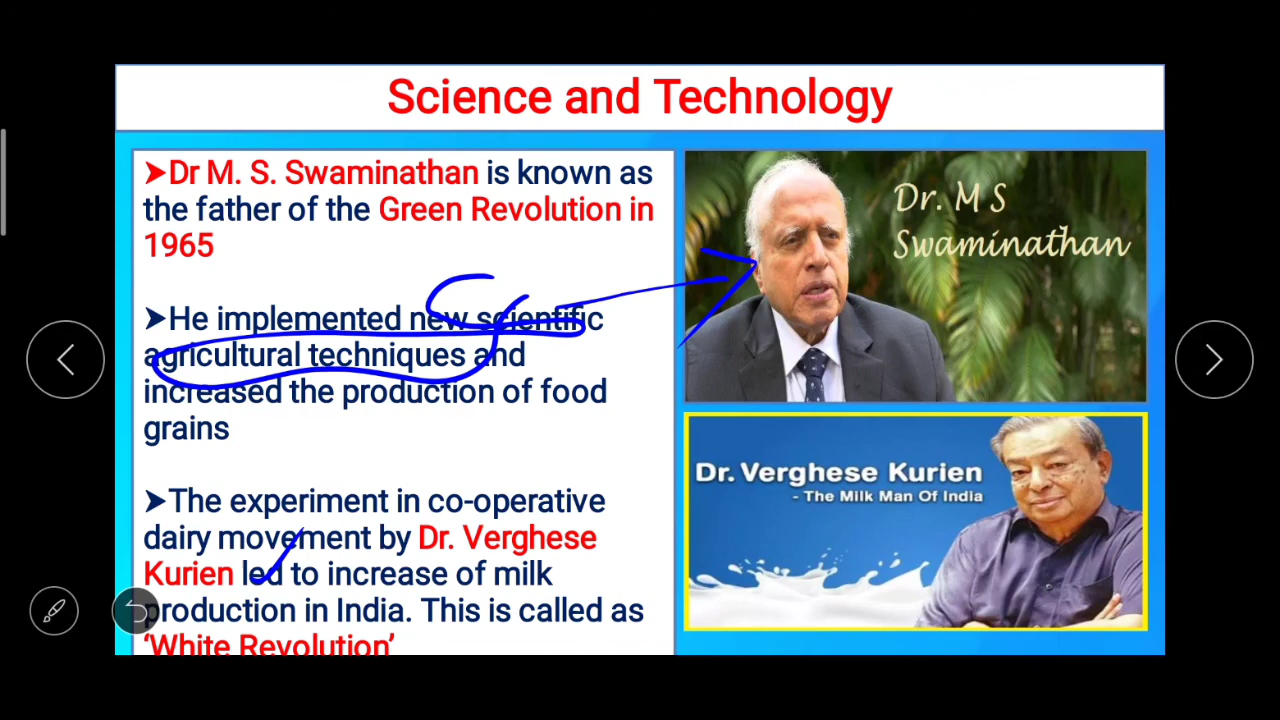 Science and Technology
➤Dr M. S. Swaminathan is known as
the father of the Green Revolution in
1965
➤He implemented new scientific
agricultural techniques and
increased the production of food
grains
➤The experiment in co-operative
dairy movement by Dr. Verghese
Kurien led to increase of milk
production in India. This is called as
‘White Revolution’
Dr. M S
Swaminathan
Dr. Verghese Kurien
- The Milk Man Of India